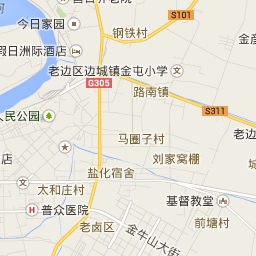 S101
今日家园
钢铁村
金
假日洲际酒店
老边区边城镇金屯小学
G305
路南镇
S311
人民公园
老边
马圈子村
刘家窝棚
盐化宿舍
太和庄村
基督教堂
普众医院
前塘村
老卤区
金牛山大街